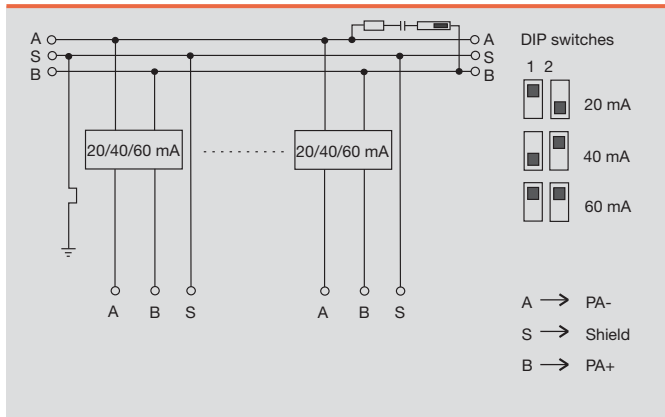 A A DIP switches
S S
B B
1 2
20 mA
20/40/60 mA 20/40/60 mA
40 mA
60 mA
A B S A B S
A → PA-
S → Shield
B → PA+